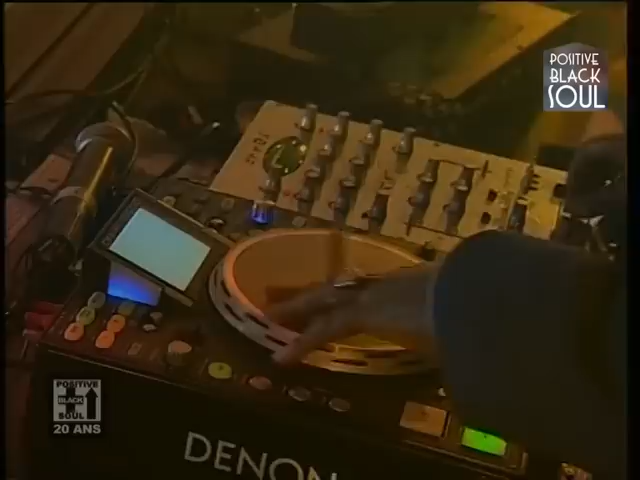 POSITIVE
BLACK
SOUL
POSITIVE
BLACK
SOUL
20 ANS
DENON